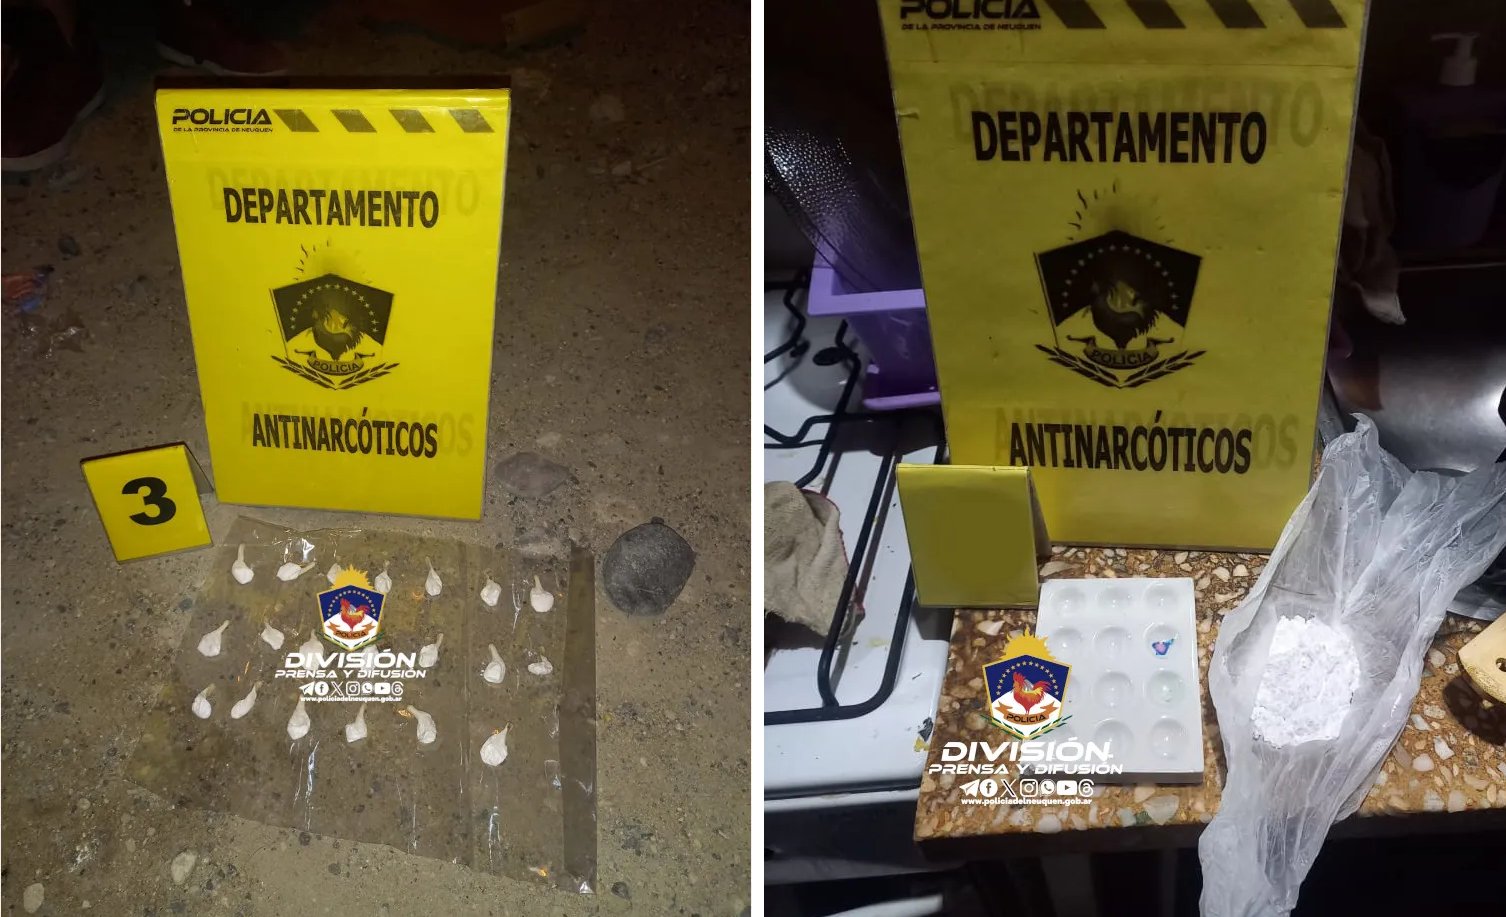 POLICIA
DE LA PROVINCIA DE NEUQUEN
DEPARTAMENTO
POLICIA
ANTINARCÓTICOS
3
POLICIA
DIVISIÓN
PRENSA Y DIFUSIÓN
www.policiadelneuquen.gob.ar
POLICIA
DE LA PROVINCIA DE NEUQUEN
DEPARTAMENTO
POLICIA
ANTINARCÓTICOS
POLICIA
DIVISIÓN
PRENSA Y DIFUSIÓN
www.policiadelneuquen.gob.ar